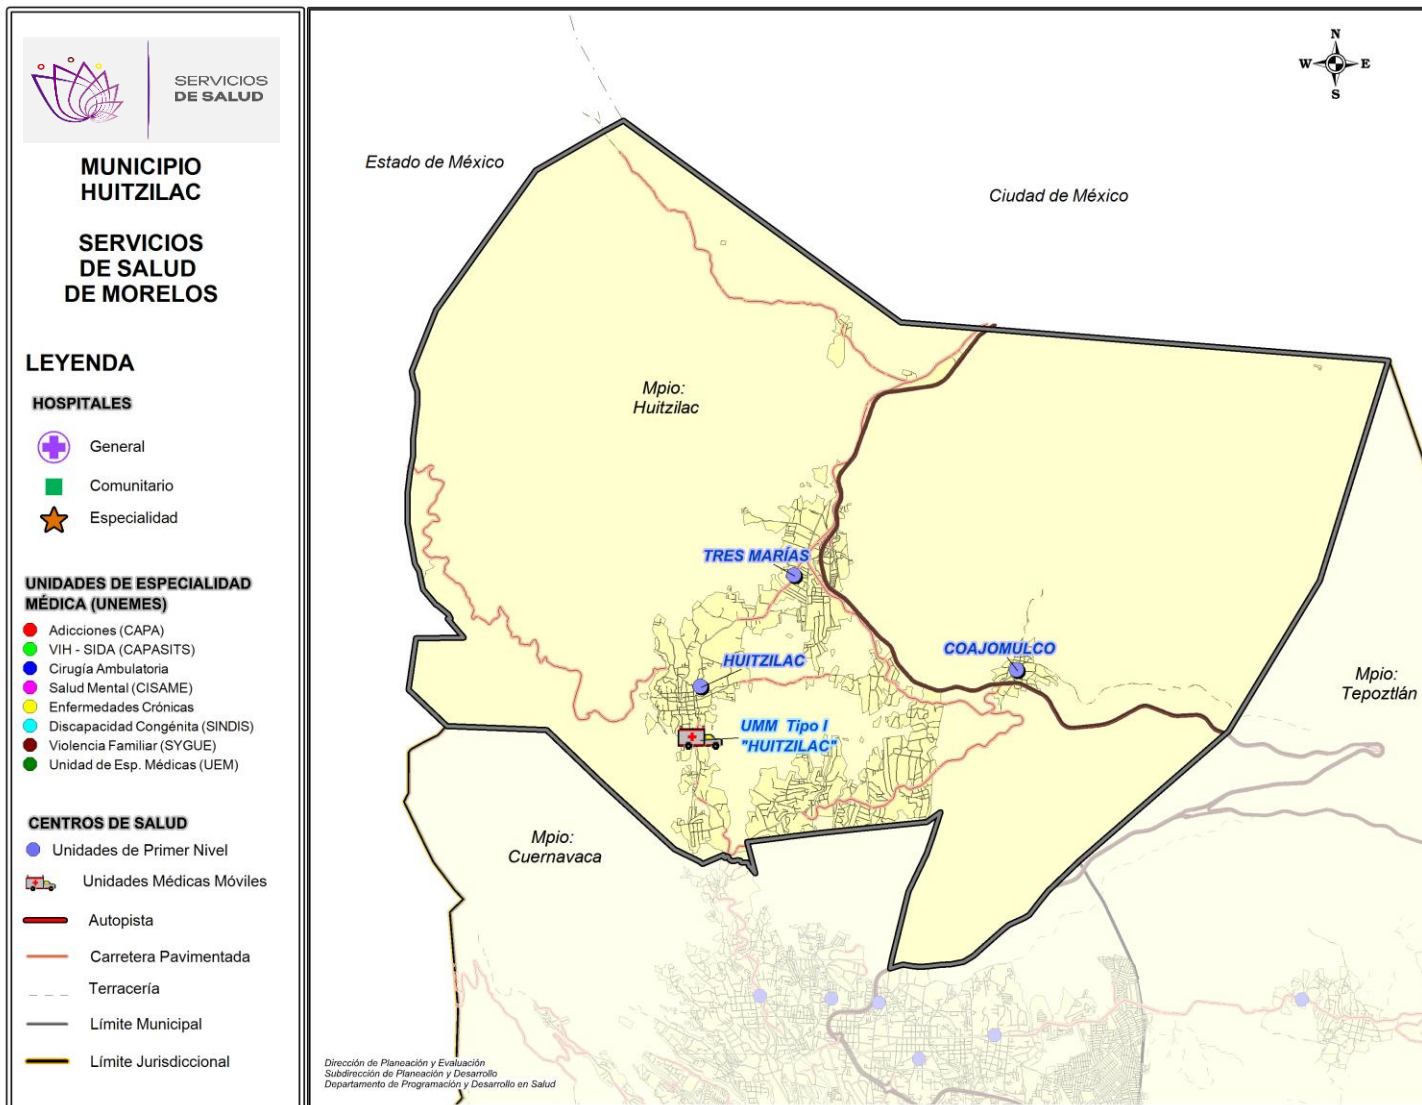 SERVICIOS
DE SALUD
MUNICIPIO
HUITZILAC
SERVICIOS
DE SALUD
DE MORELOS
LEYENDA
HOSPITALES
General
Comunitario
Especialidad
UNIDADES DE ESPECIALIDAD
MÉDICA (UNEMES)
Adicciones (CAPA)
VIH - SIDA (CAPASITS)
Cirugía Ambulatoria
Salud Mental (CISAME)
Enfermedades Crónicas
Discapacidad Congénita (SINDIS)
Violencia Familiar (SYGUE)
Unidad de Esp. Médicas (UEM)
CENTROS DE SALUD
Unidades de Primer Nivel
Unidades Médicas Móviles
Autopista
Carretera Pavimentada
Terracería
Límite Municipal
Límite Jurisdiccional
N
W E
S
Estado de México
Ciudad de México
Mpio:
Huitzilac
TRES MARÍAS
HUITZILAC
COAJOMULCO
UMM Tipo I
"HUITZILAC"
Mpio:
Tepoztlán
Mpio:
Cuernavaca
Dirección de Planeación y Evaluación
Subdirección de Planeación y Desarrollo
Departamento de Programación y Desarrollo en Salud